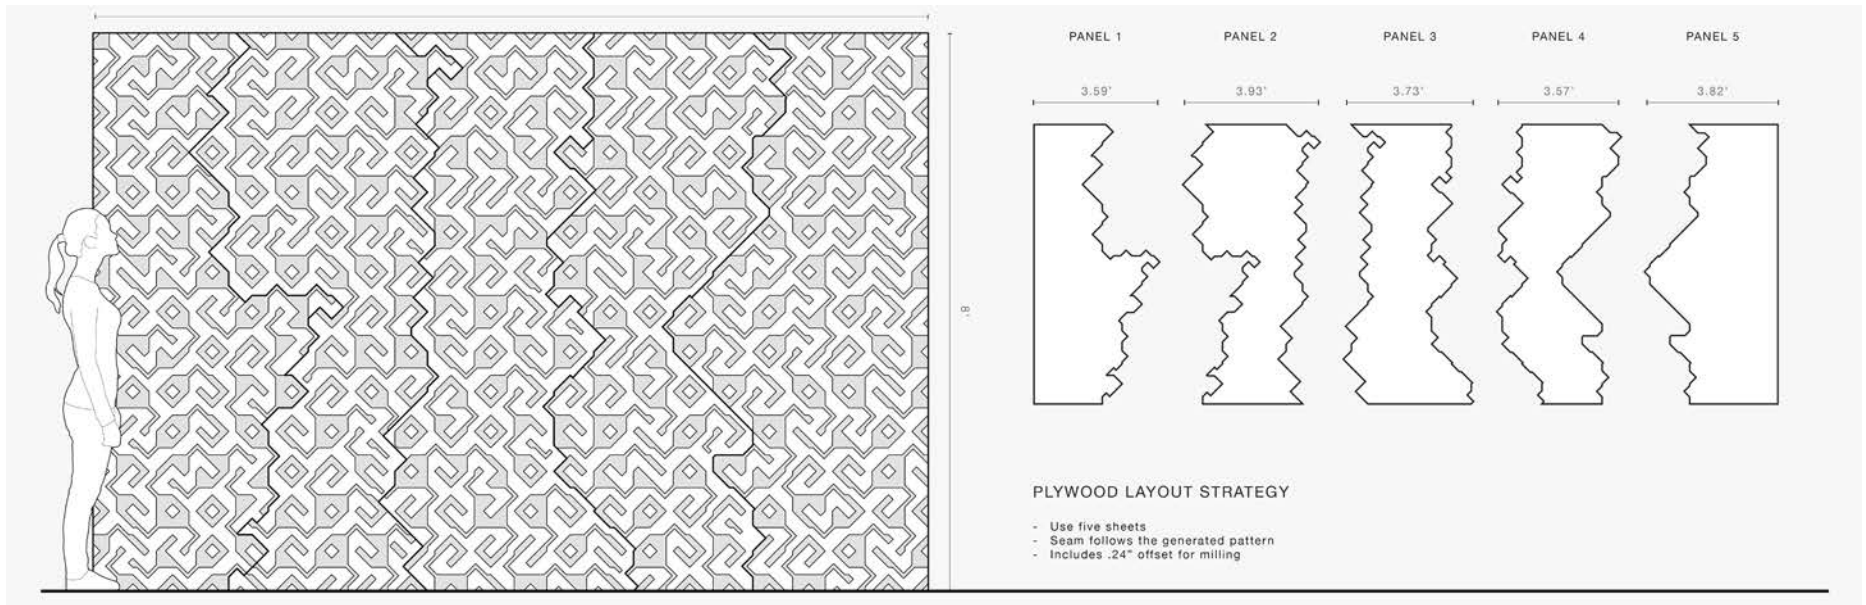 PANEL 1
PANEL 2
PANEL 3
PANEL 4
PANEL 5
3.59'
3.93'
3.73'
3.57'
3.82'
8'
PLYWOOD LAYOUT STRATEGY
- Use five sheets
- Seam follows the generated pattern
- Includes .24" offset for milling